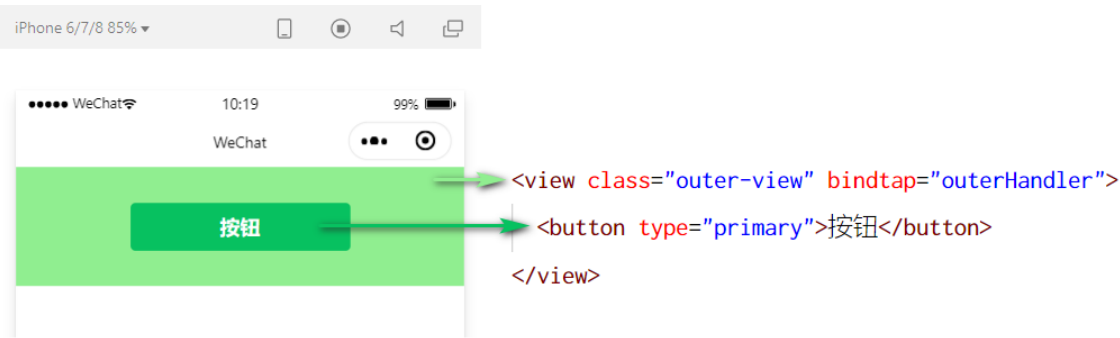 iPhone 6/7/8 85%
WeChat
10:19
99%
WeChat
按钮
<view class="outer-view" bindtap="outerHandler">
<button type="primary">按钮</button>
</view>